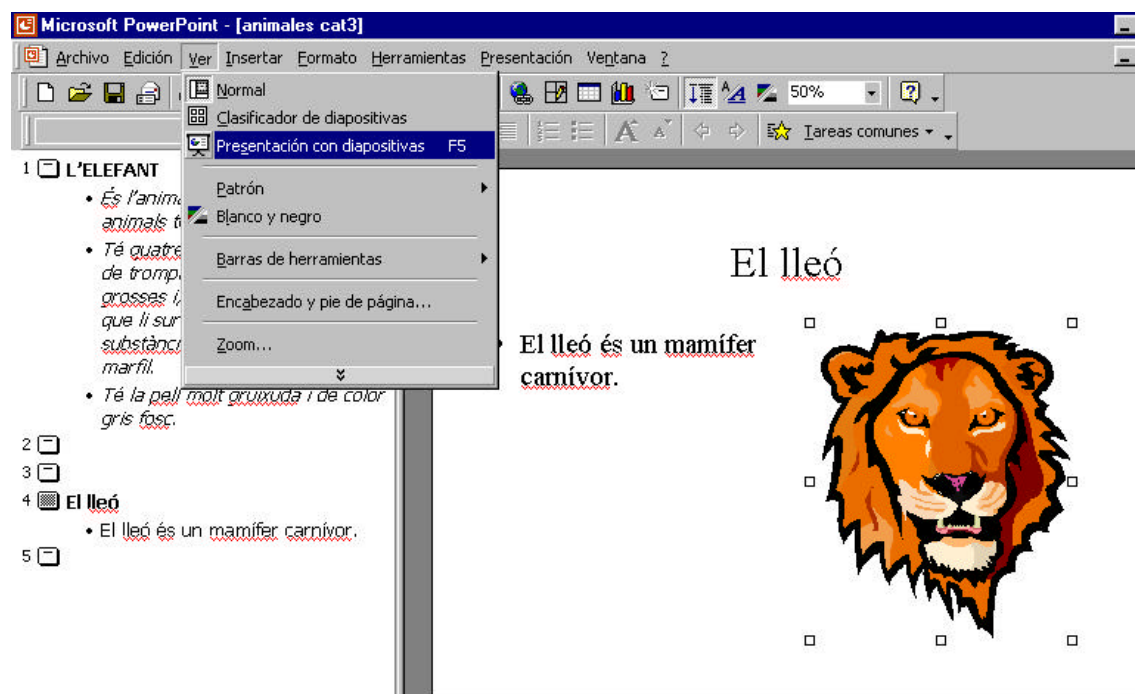 Microsoft PowerPoint - [animales cat3]
Archivo Edición Ver Insertar Formato Herramientas Presentación Ventana ?
50%
Tareas comunes
Normal
Clasificador de diapositivas
Presentación con diapositivas F5
Patrón
Blanco y negro
Barras de herramientas
Encabezado y pie de página...
Zoom...
1 L'ELEFANT
• És l'anim
animals t
• Té quatre
de tromp
grosses i
que li sur
substànci
marfil.
• Té la pell molt gruixuda i de color
gris fosc.
2
3
4 El lleó
• El lleó és un mamífer carnívor.
5
El lleó
• El lleó és un mamífer
carnívor.